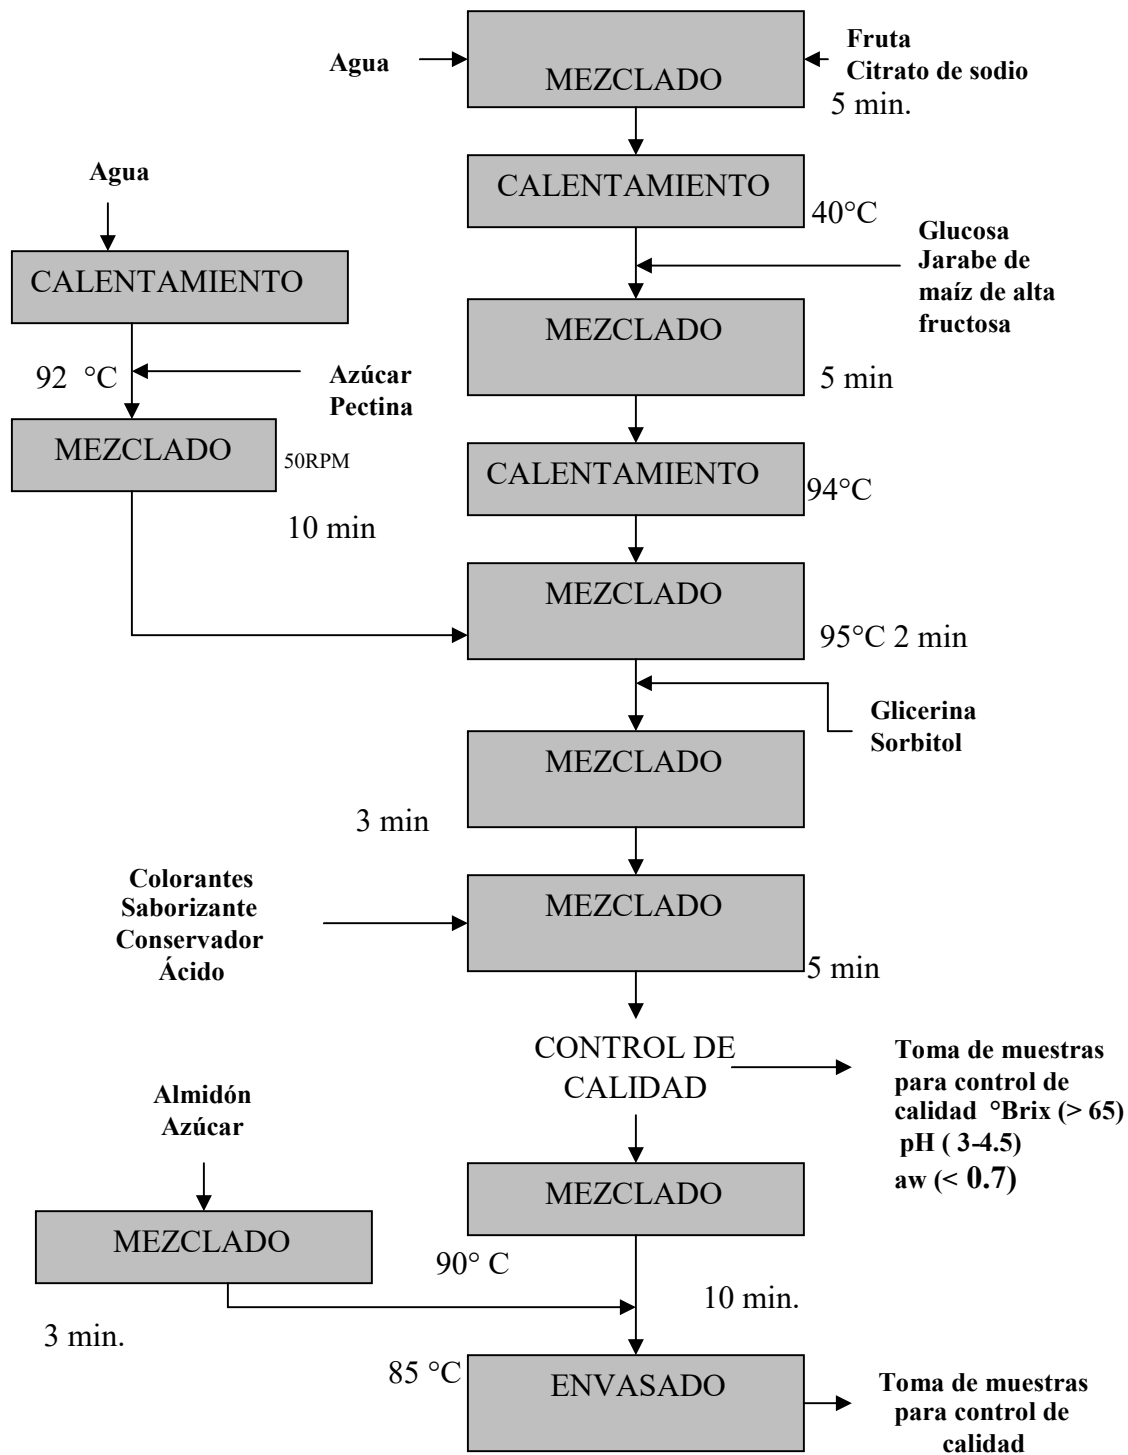 Agua
MEZCLADO
Fruta
Citrato de sodio
5 min.
Agua
CALENTAMIENTO
40°C
Glucosa
Jarabe de
maíz de alta
fructosa
CALENTAMIENTO
MEZCLADO
5 min
92 °C
Azúcar
Pectina
MEZCLADO
50RPM
10 min
CALENTAMIENTO
94°C
MEZCLADO
95°C 2 min
Glicerina
Sorbitol
MEZCLADO
3 min
Colorantes
Saborizante
Conservador
Ácido
MEZCLADO
5 min
CONTROL DE
CALIDAD
Toma de muestras
para control de
calidad °Brix (> 65)
pH ( 3-4.5)
aw (< 0.7)
Almidón
Azúcar
MEZCLADO
3 min.
MEZCLADO
90° C
10 min.
85 °C
ENVASADO
Toma de muestras
para control de
calidad